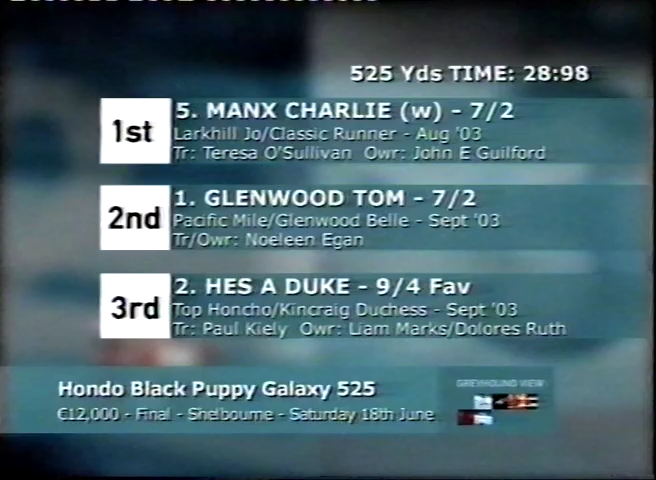 525 Yds TIME: 28:98
1st
5. MANX CHARLIE (w) - 7/2
Larkhill Jo/Classic Runner - Aug '03
Tr: Teresa O'Sullivan Owr: John E Guilford
2nd
1. GLENWOOD TOM - 7/2
Pacific Mile/Glenwood Belle - Sept '03
Tr/Owr: Noeleen Egan
3rd
2. HES A DUKE - 9/4 Fav
Top Honcho/Kincraig Duchess - Sept '03
Tr: Paul Kiely Owr: Liam Marks/Dolores Ruth
Hondo Black Puppy Galaxy 525
€12,000 - Final - Shelbourne - Saturday 18th June
GREYHOUND VIEW